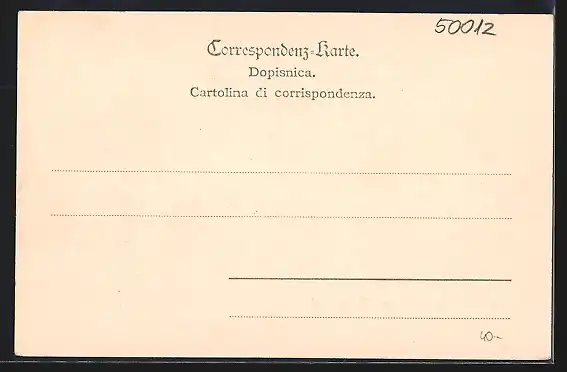 50012
Correspondenz-Karte.
Dopisnica.
Cartolina di corrispondenza.
40-